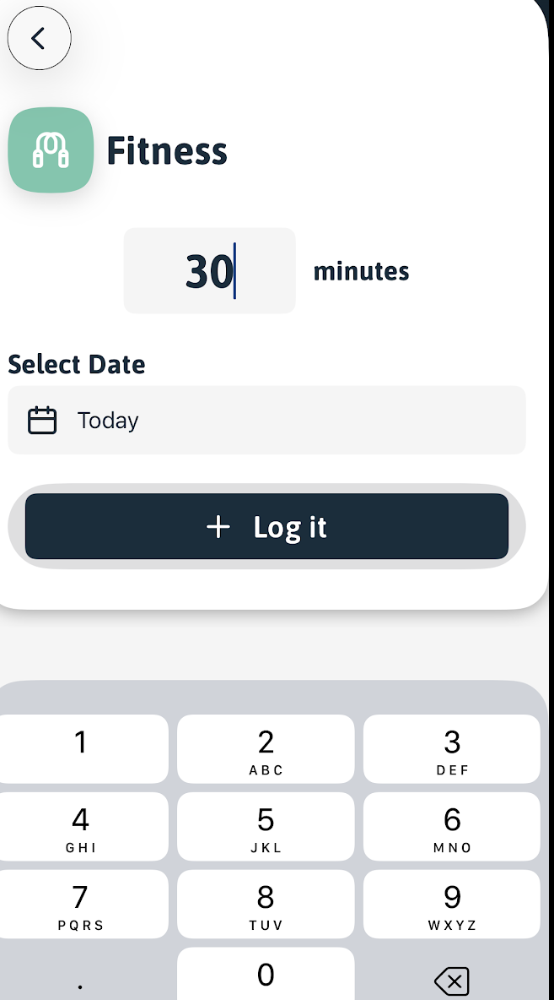 Fitness
30 minutes
Select Date
Today
+ Log it
1 2 3
ABC DEF
4 5 6
GHI JKL MNO
7 8 9
PQRS TUV WXYZ
. 0